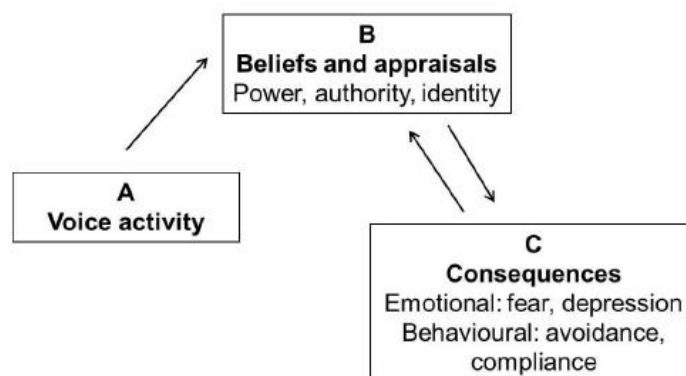 B
Beliefs and appraisals
Power, authority, identity
A
Voice activity
C
Consequences
Emotional: fear, depression
Behavioural: avoidance,
compliance